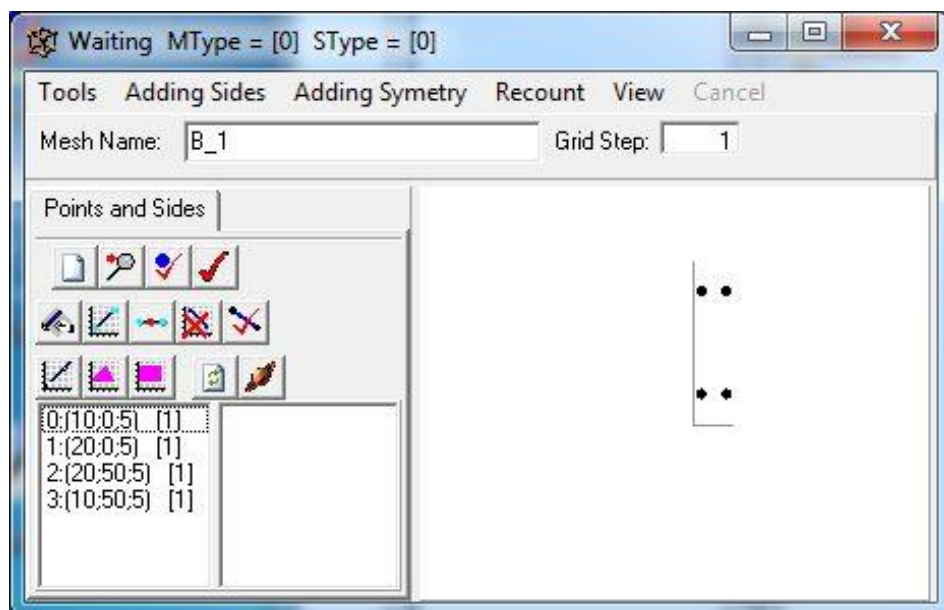 Waiting MType = [0] SType = [0]
Tools Adding Sides Adding Symetry Recount View Cancel
Mesh Name: B_1 Grid Step: 1
Points and Sides
0:(10;0;5) [1]
1:(20;0;5) [1]
2:(20;50;5) [1]
3:(10;50;5) [1]